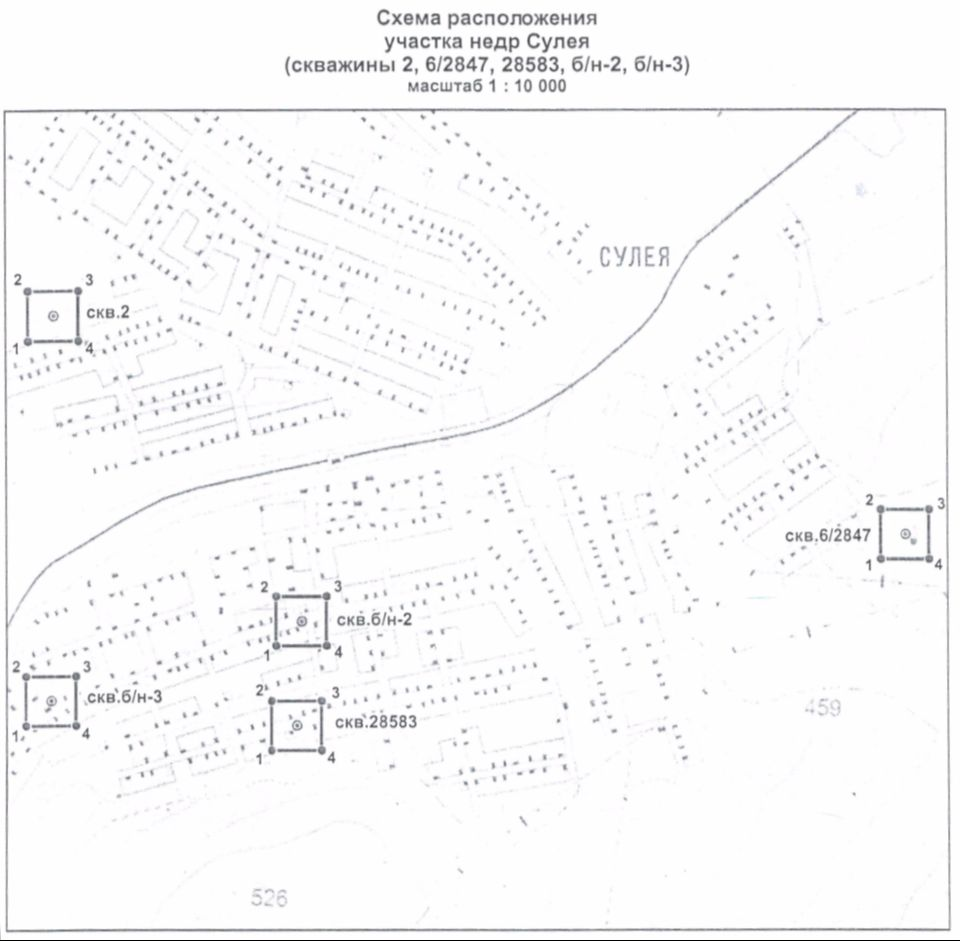 Схема расположения
участка недр Сулея
(скважины 2, 6/2847, 28583, б/н-2, б/н-3)
масштаб 1 : 10 000
СУЛЕЯ
2 3
скв.2
1 4
2 3
скв.6/2847
1 4
2 3
скв.б/н-2
1 4
2 3
скв.б/н-3
1 4
2 3
скв.28583
1 4
459
526